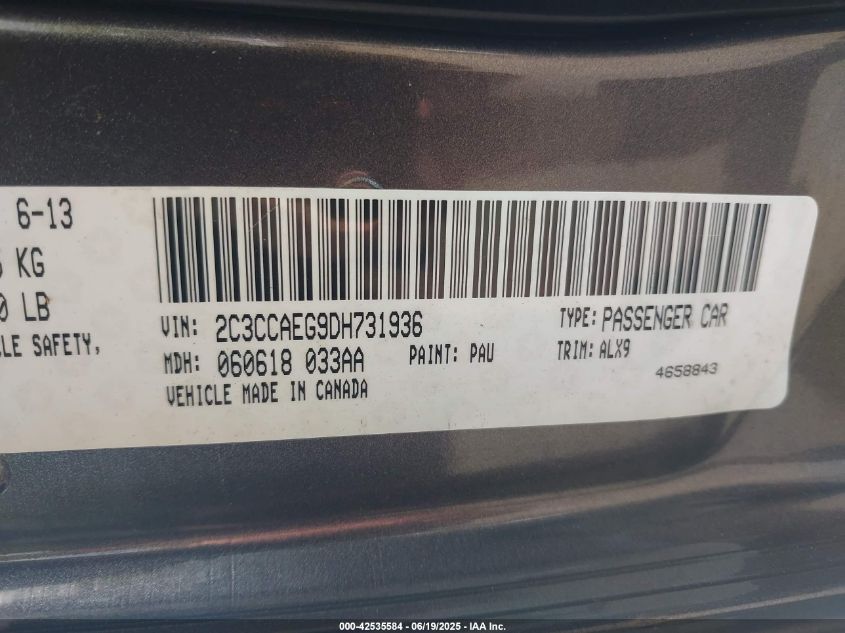 6-13
KG
LB
SAFETY,
VIN: 2C3CCAEG9DH731936
TYPE: PASSENGER CAR
MDH: 060618 033AA
PAINT: PAU
TRIM: ALX9
VEHICLE MADE IN CANADA
4658843
000-42535584 / 06/19/2025 - IAA Inc.